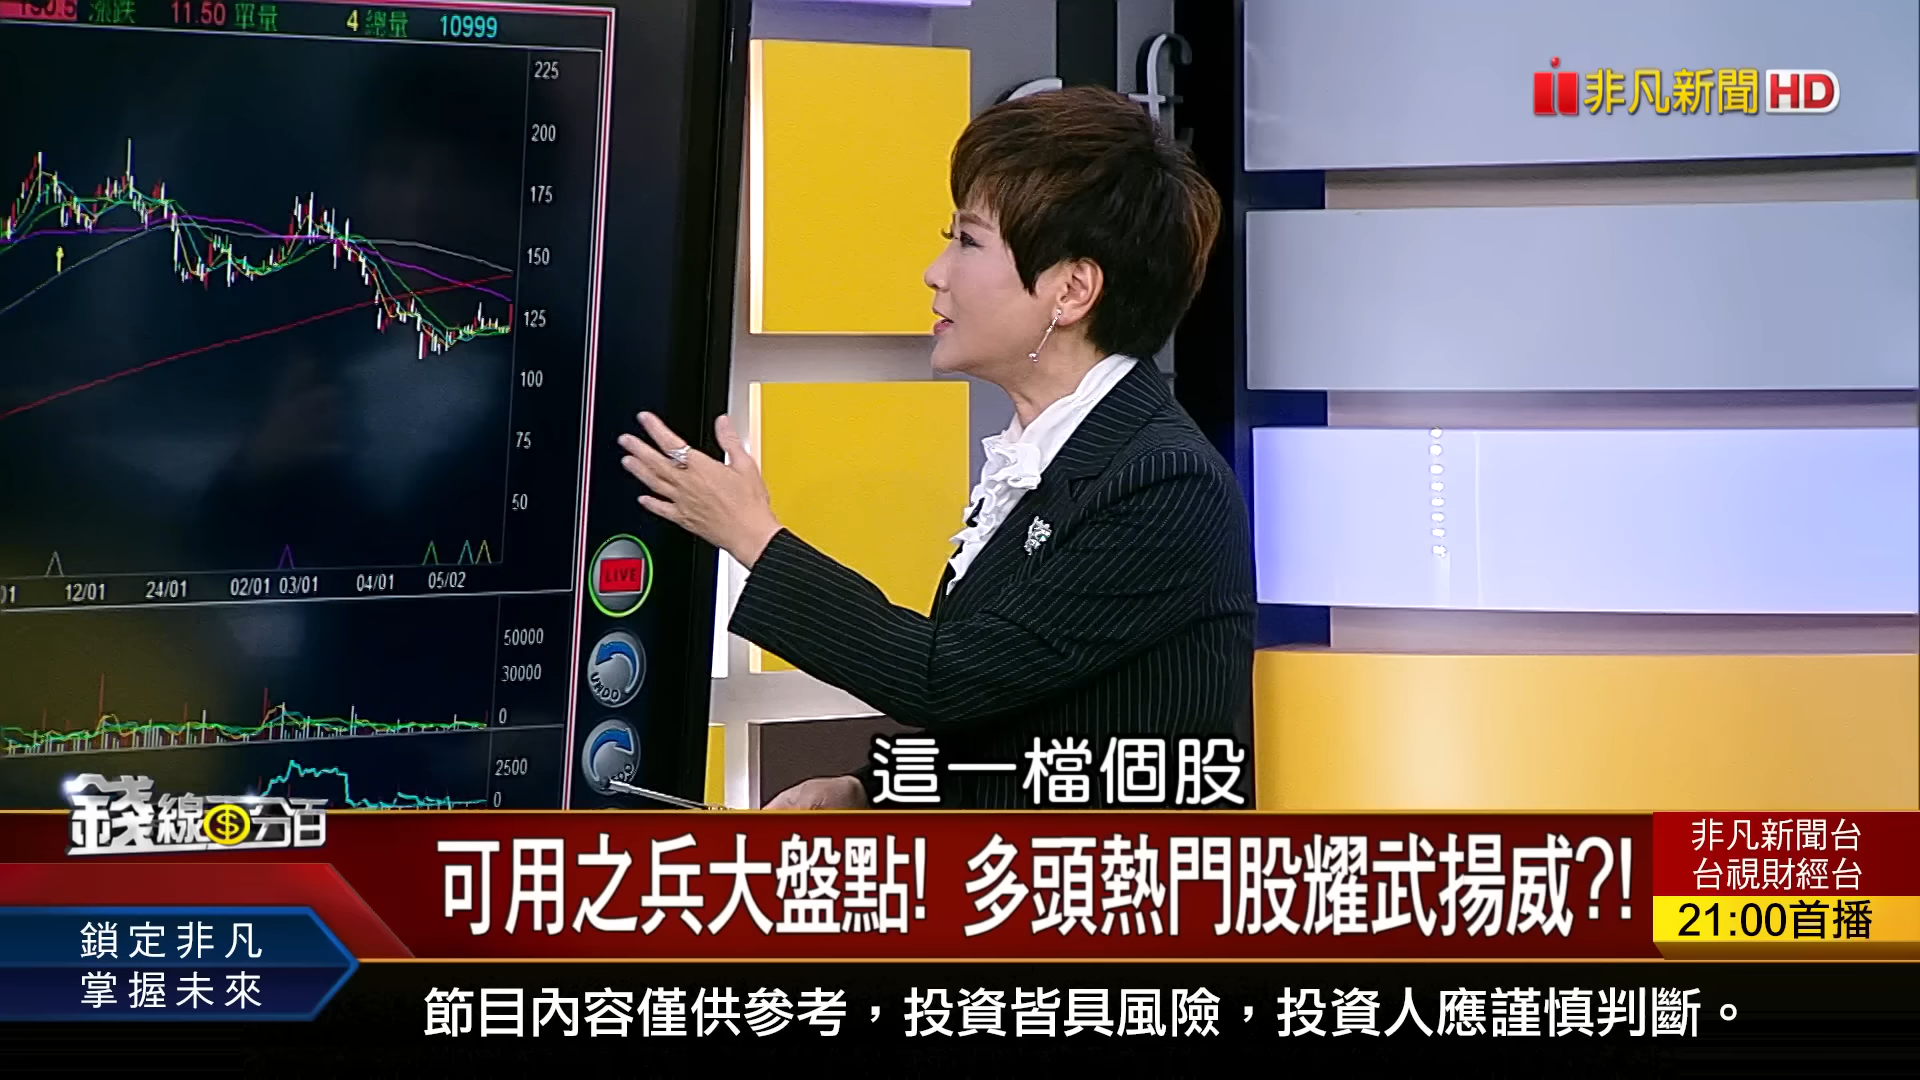 漲跌 11.50 單量 4 總量 10999
225
200
175
150
125
100
75
50
12/01 24/01 02/01 03/01 04/01 05/02
50000
30000
0
2500
0
LIVE
UNDO
f
非凡新聞HD
這一檔個股
錢線百分百
可用之兵大盤點! 多頭熱門股耀武揚威?!
非凡新聞台
台視財經台
21:00首播
鎖定非凡
掌握未來
節目內容僅供參考，投資皆具風險，投資人應謹慎判斷。